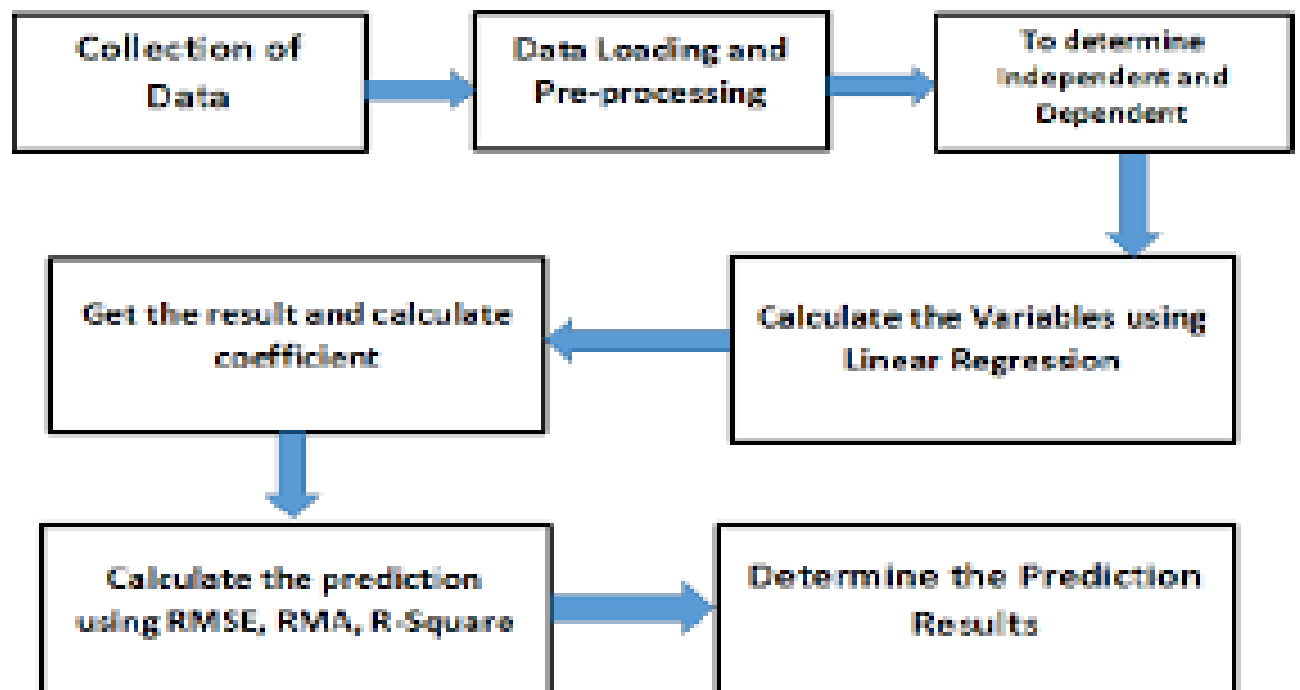 Collection of
Data
Data Loading and
Pre-processing
To determine
Independent and
Dependent
Calculate the Variables using
Linear Regression
Get the result and calculate
coefficient
Calculate the prediction
using RMSE, RMA, R-Square
Determine the Prediction
Results